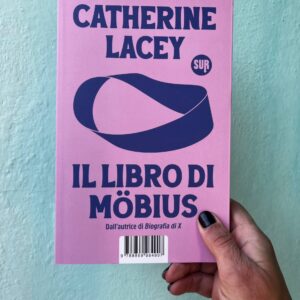 CATHERINE
LACEY
SUR
IL LIBRO DI
MÖBIUS
Dall'autrice di Biografia di X